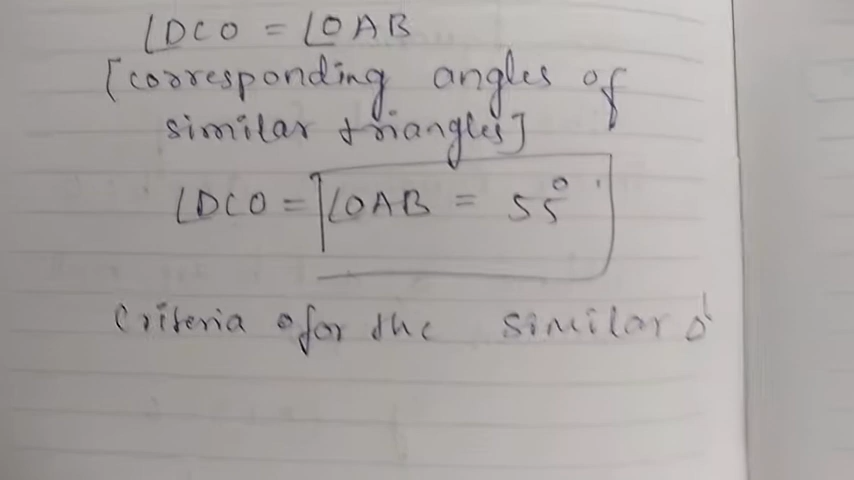 ∠DCO = ∠OAB
[corresponding angles of
similar triangles]
∠DCO = ∠OAB = 55°
Criteria for the similar Δ